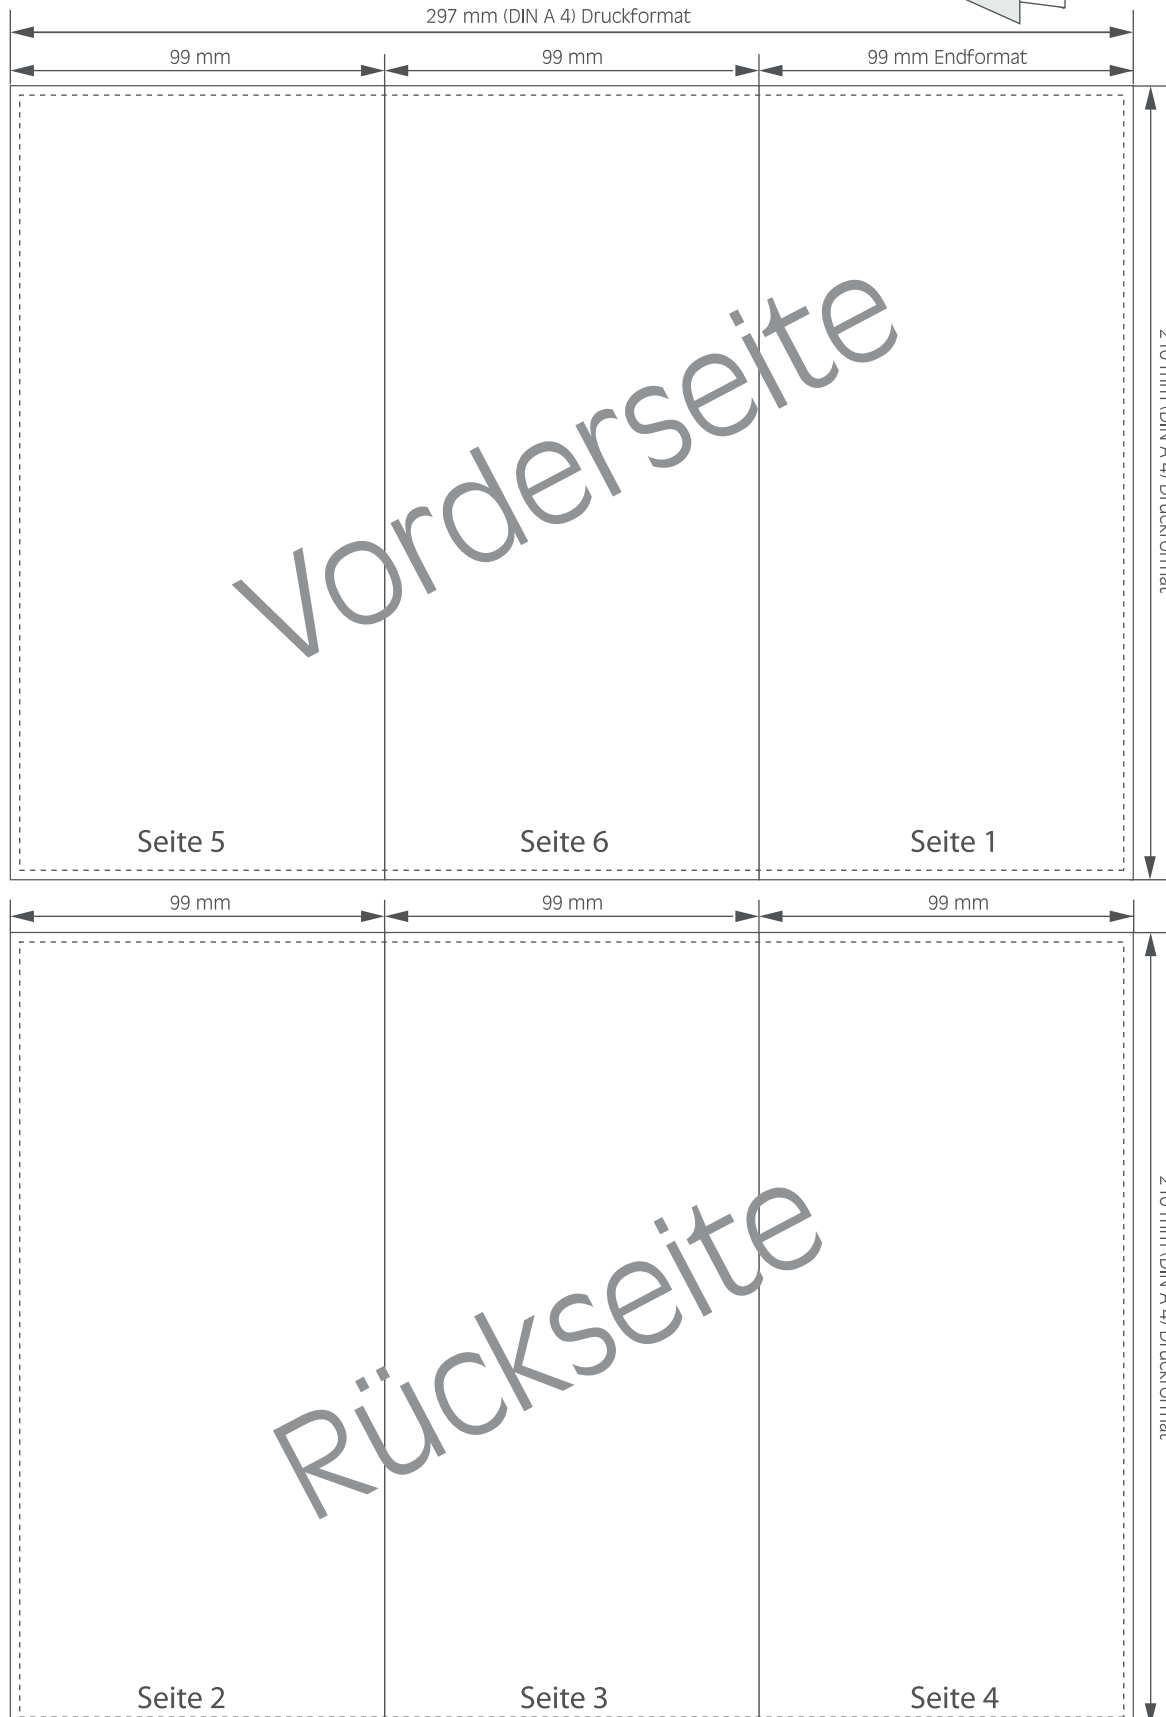 297 mm (DIN A 4) Druckformat
99 mm
99 mm
99 mm Endformat
Vorderseite
Seite 5
Seite 6
Seite 1
99 mm
99 mm
99 mm
Rückseite
Seite 2
Seite 3
Seite 4